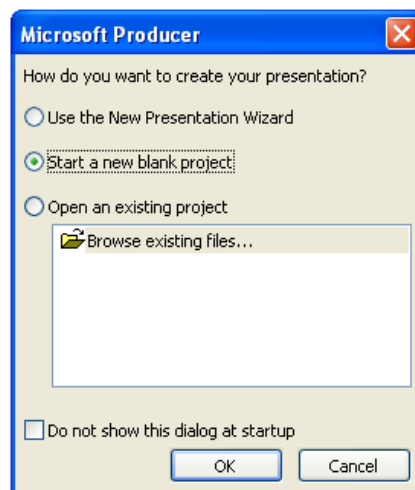 Microsoft Producer
How do you want to create your presentation?
Use the New Presentation Wizard
Start a new blank project
Open an existing project
Browse existing files...
Do not show this dialog at startup
OK Cancel